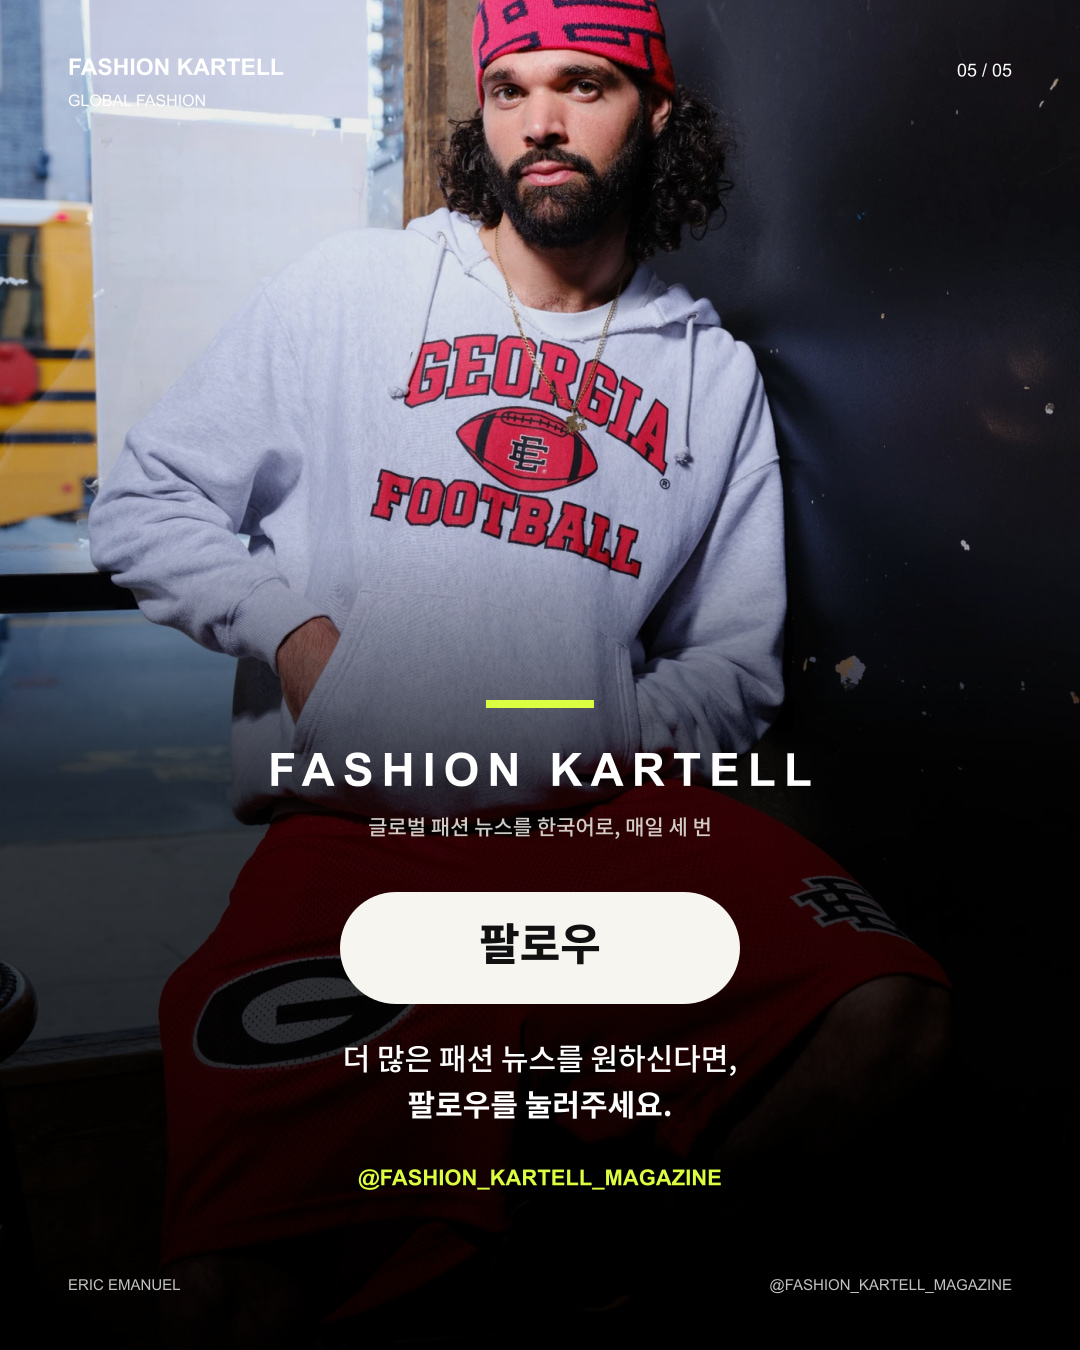 FASHION KARTELL
GLOBAL FASHION
05 / 05
GEORGIA
EE
®
FOOTBALL
FASHION KARTELL
글로벌 패션 뉴스를 한국어로, 매일 세 번
팔로우
G
더 많은 패션 뉴스를 원하신다면,
팔로우를 눌러주세요.
@FASHION_KARTELL_MAGAZINE
ERIC EMANUEL
@FASHION_KARTELL_MAGAZINE